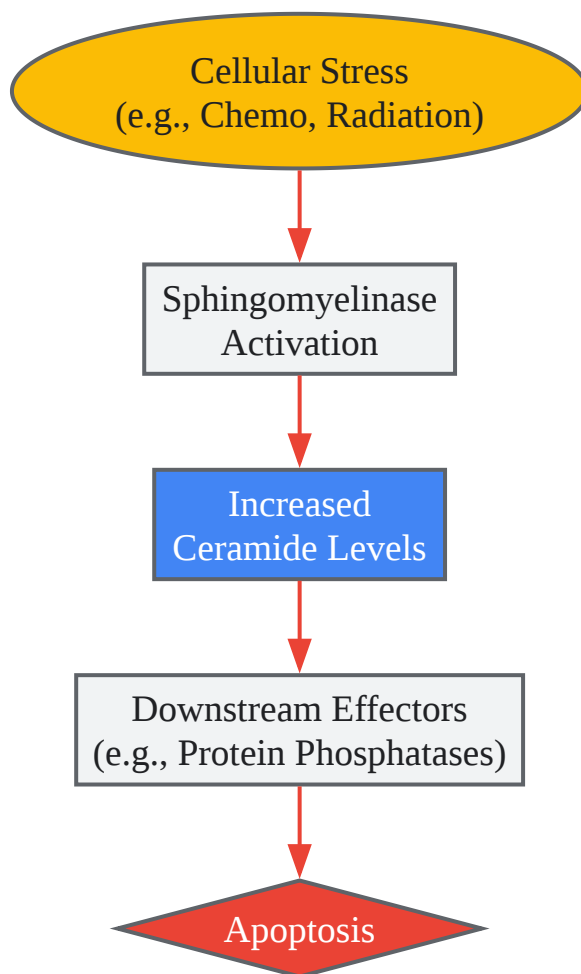 Cellular Stress
(e.g., Chemo, Radiation)
Sphingomyelinase
Activation
Increased
Ceramide Levels
Downstream Effectors
(e.g., Protein Phosphatases)
Apoptosis